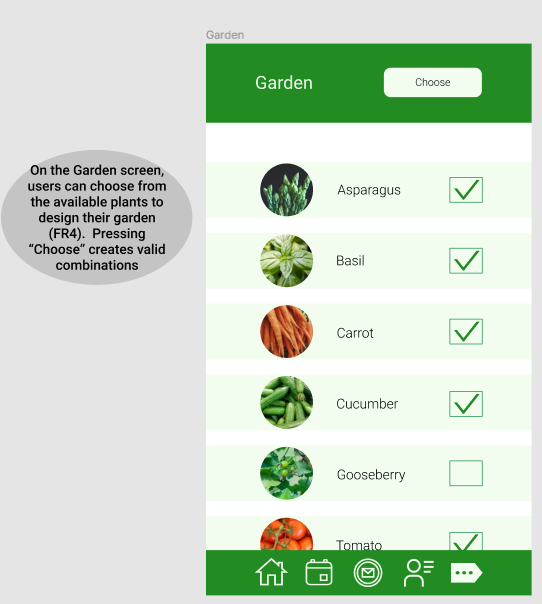 Garden
Garden
Choose
On the Garden screen,
users can choose from
the available plants to
design their garden
(FR4).  Pressing
“Choose” creates valid
combinations
Asparagus
Basil
Carrot
Cucumber
Gooseberry
Tomato